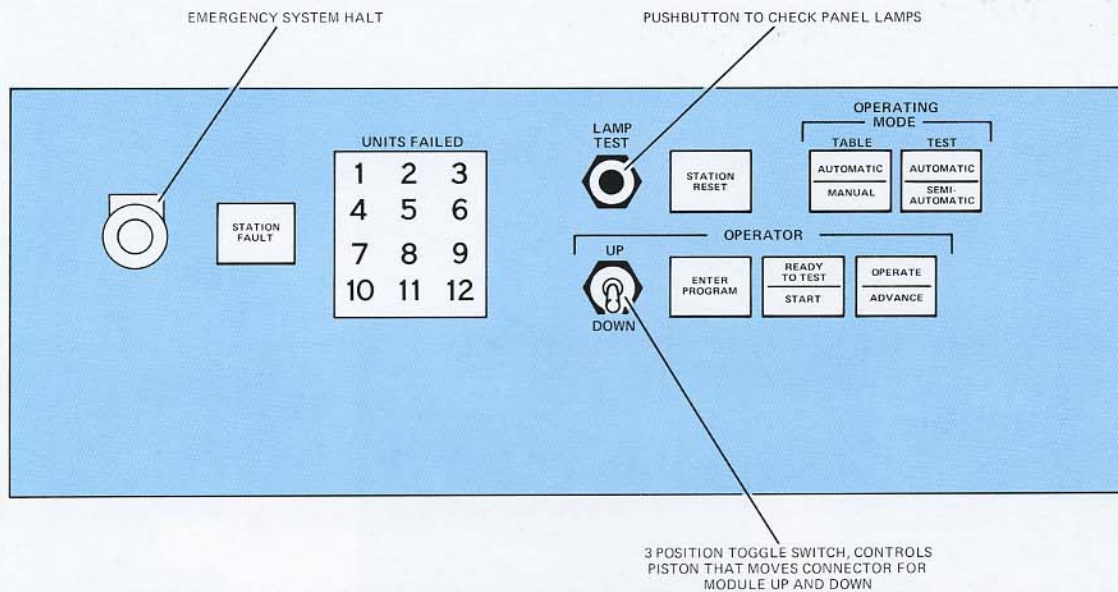 EMERGENCY SYSTEM HALT
PUSHBUTTON TO CHECK PANEL LAMPS
UNITS FAILED
1 2 3
4 5 6
7 8 9
10 11 12
STATION
FAULT
LAMP
TEST
STATION
RESET
OPERATING
MODE
TABLE
AUTOMATIC
MANUAL
TEST
AUTOMATIC
SEMI-
AUTOMATIC
OPERATOR
UP
DOWN
ENTER
PROGRAM
READY
TO TEST
START
OPERATE
ADVANCE
3 POSITION TOGGLE SWITCH, CONTROLS
PISTON THAT MOVES CONNECTOR FOR
MODULE UP AND DOWN